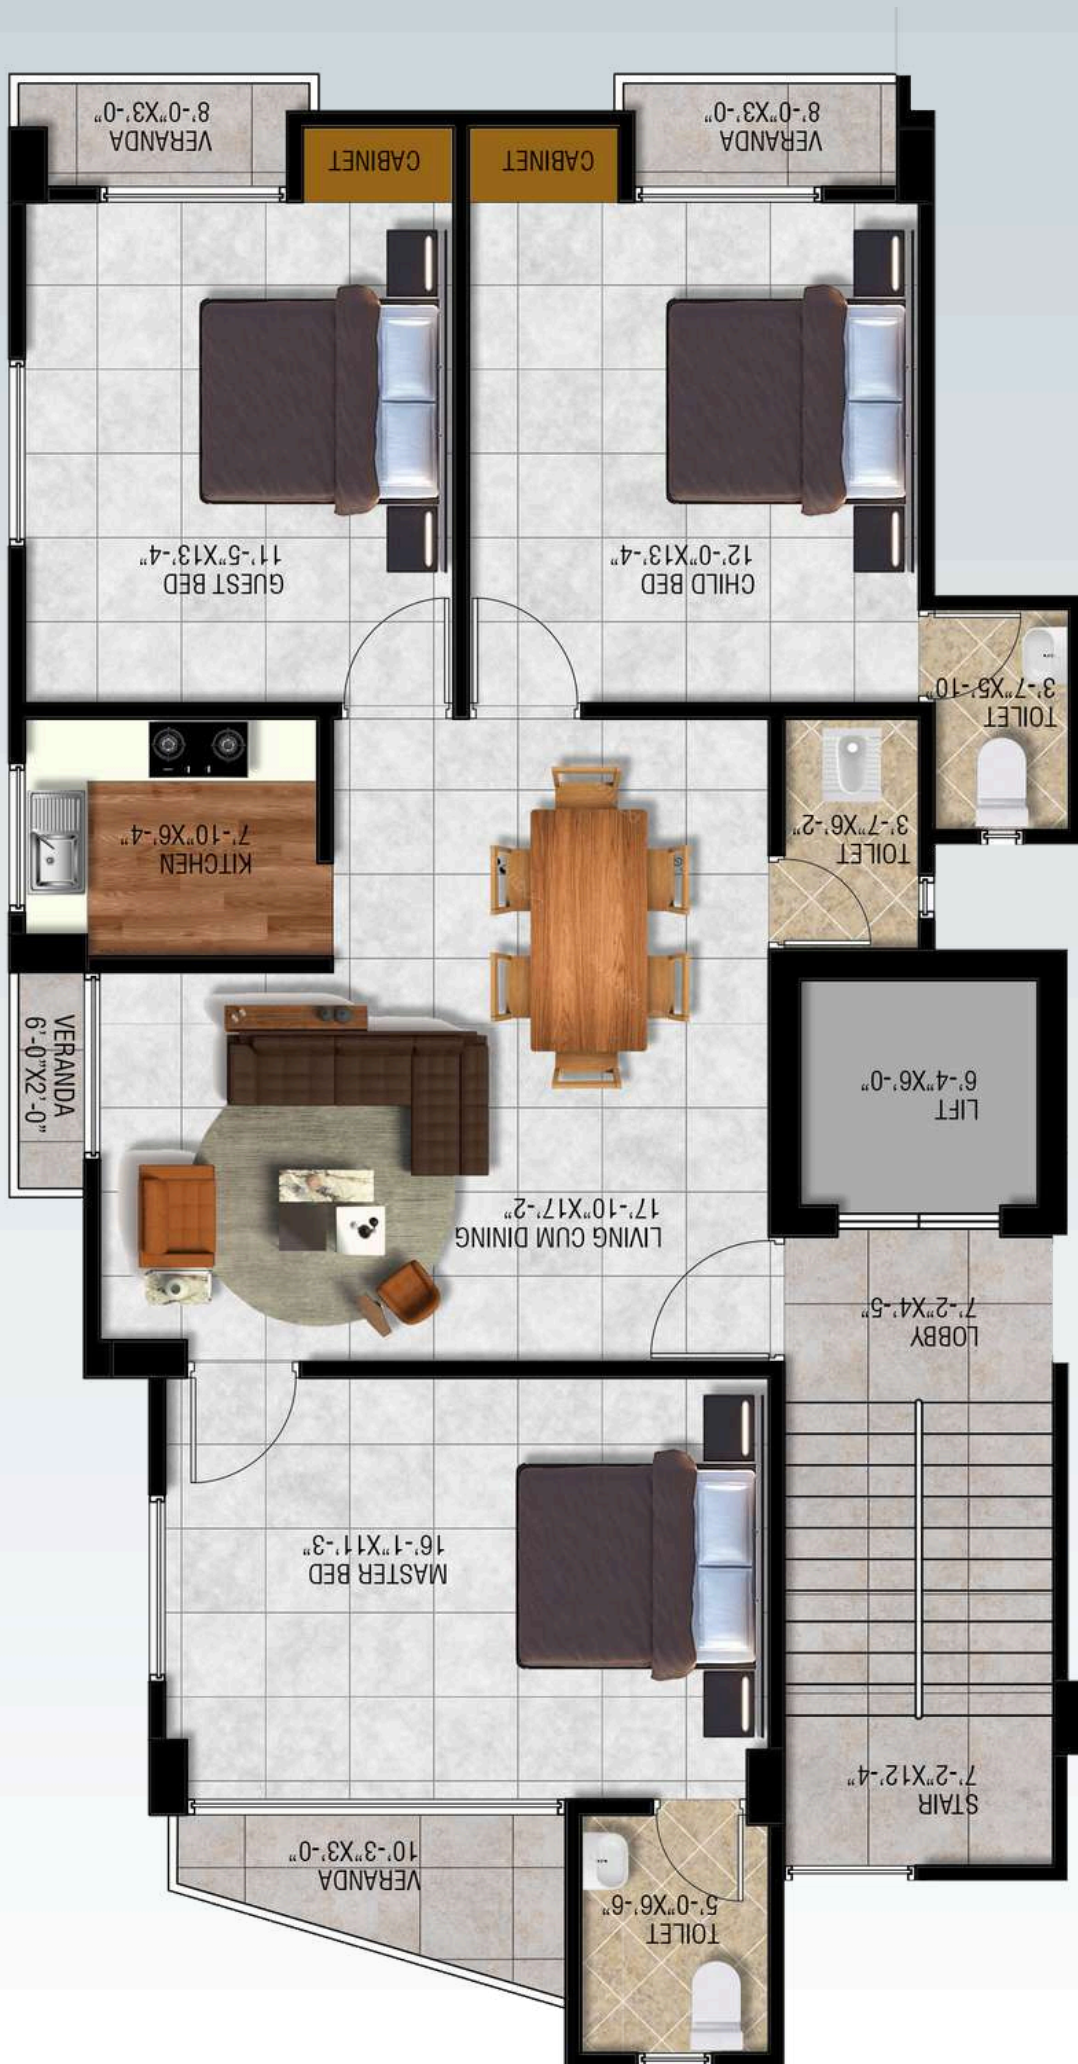 TOILET
5'-0"X6'-6"
VERANDA
10'-3"X3'-0"
STAIR
7'-2"X12'-4"
MASTER BED
16'-1"X11'-3"
LOBBY
7'-2"X4'-5"
LIVING CUM DINING
17'-10"X17'-2"
LIFT
6'-4"X6'-0"
VERANDA
6'-0"X2'-0"
TOILET
3'-7"X6'-2"
KITCHEN
7'-10"X6'-4"
TOILET
3'-7"X5'-10"
CHILD BED
12'-0"X13'-4"
GUEST BED
11'-5"X13'-4"
CABINET
CABINET
VERANDA
8'-0"X3'-0"
VERANDA
8'-0"X3'-0"